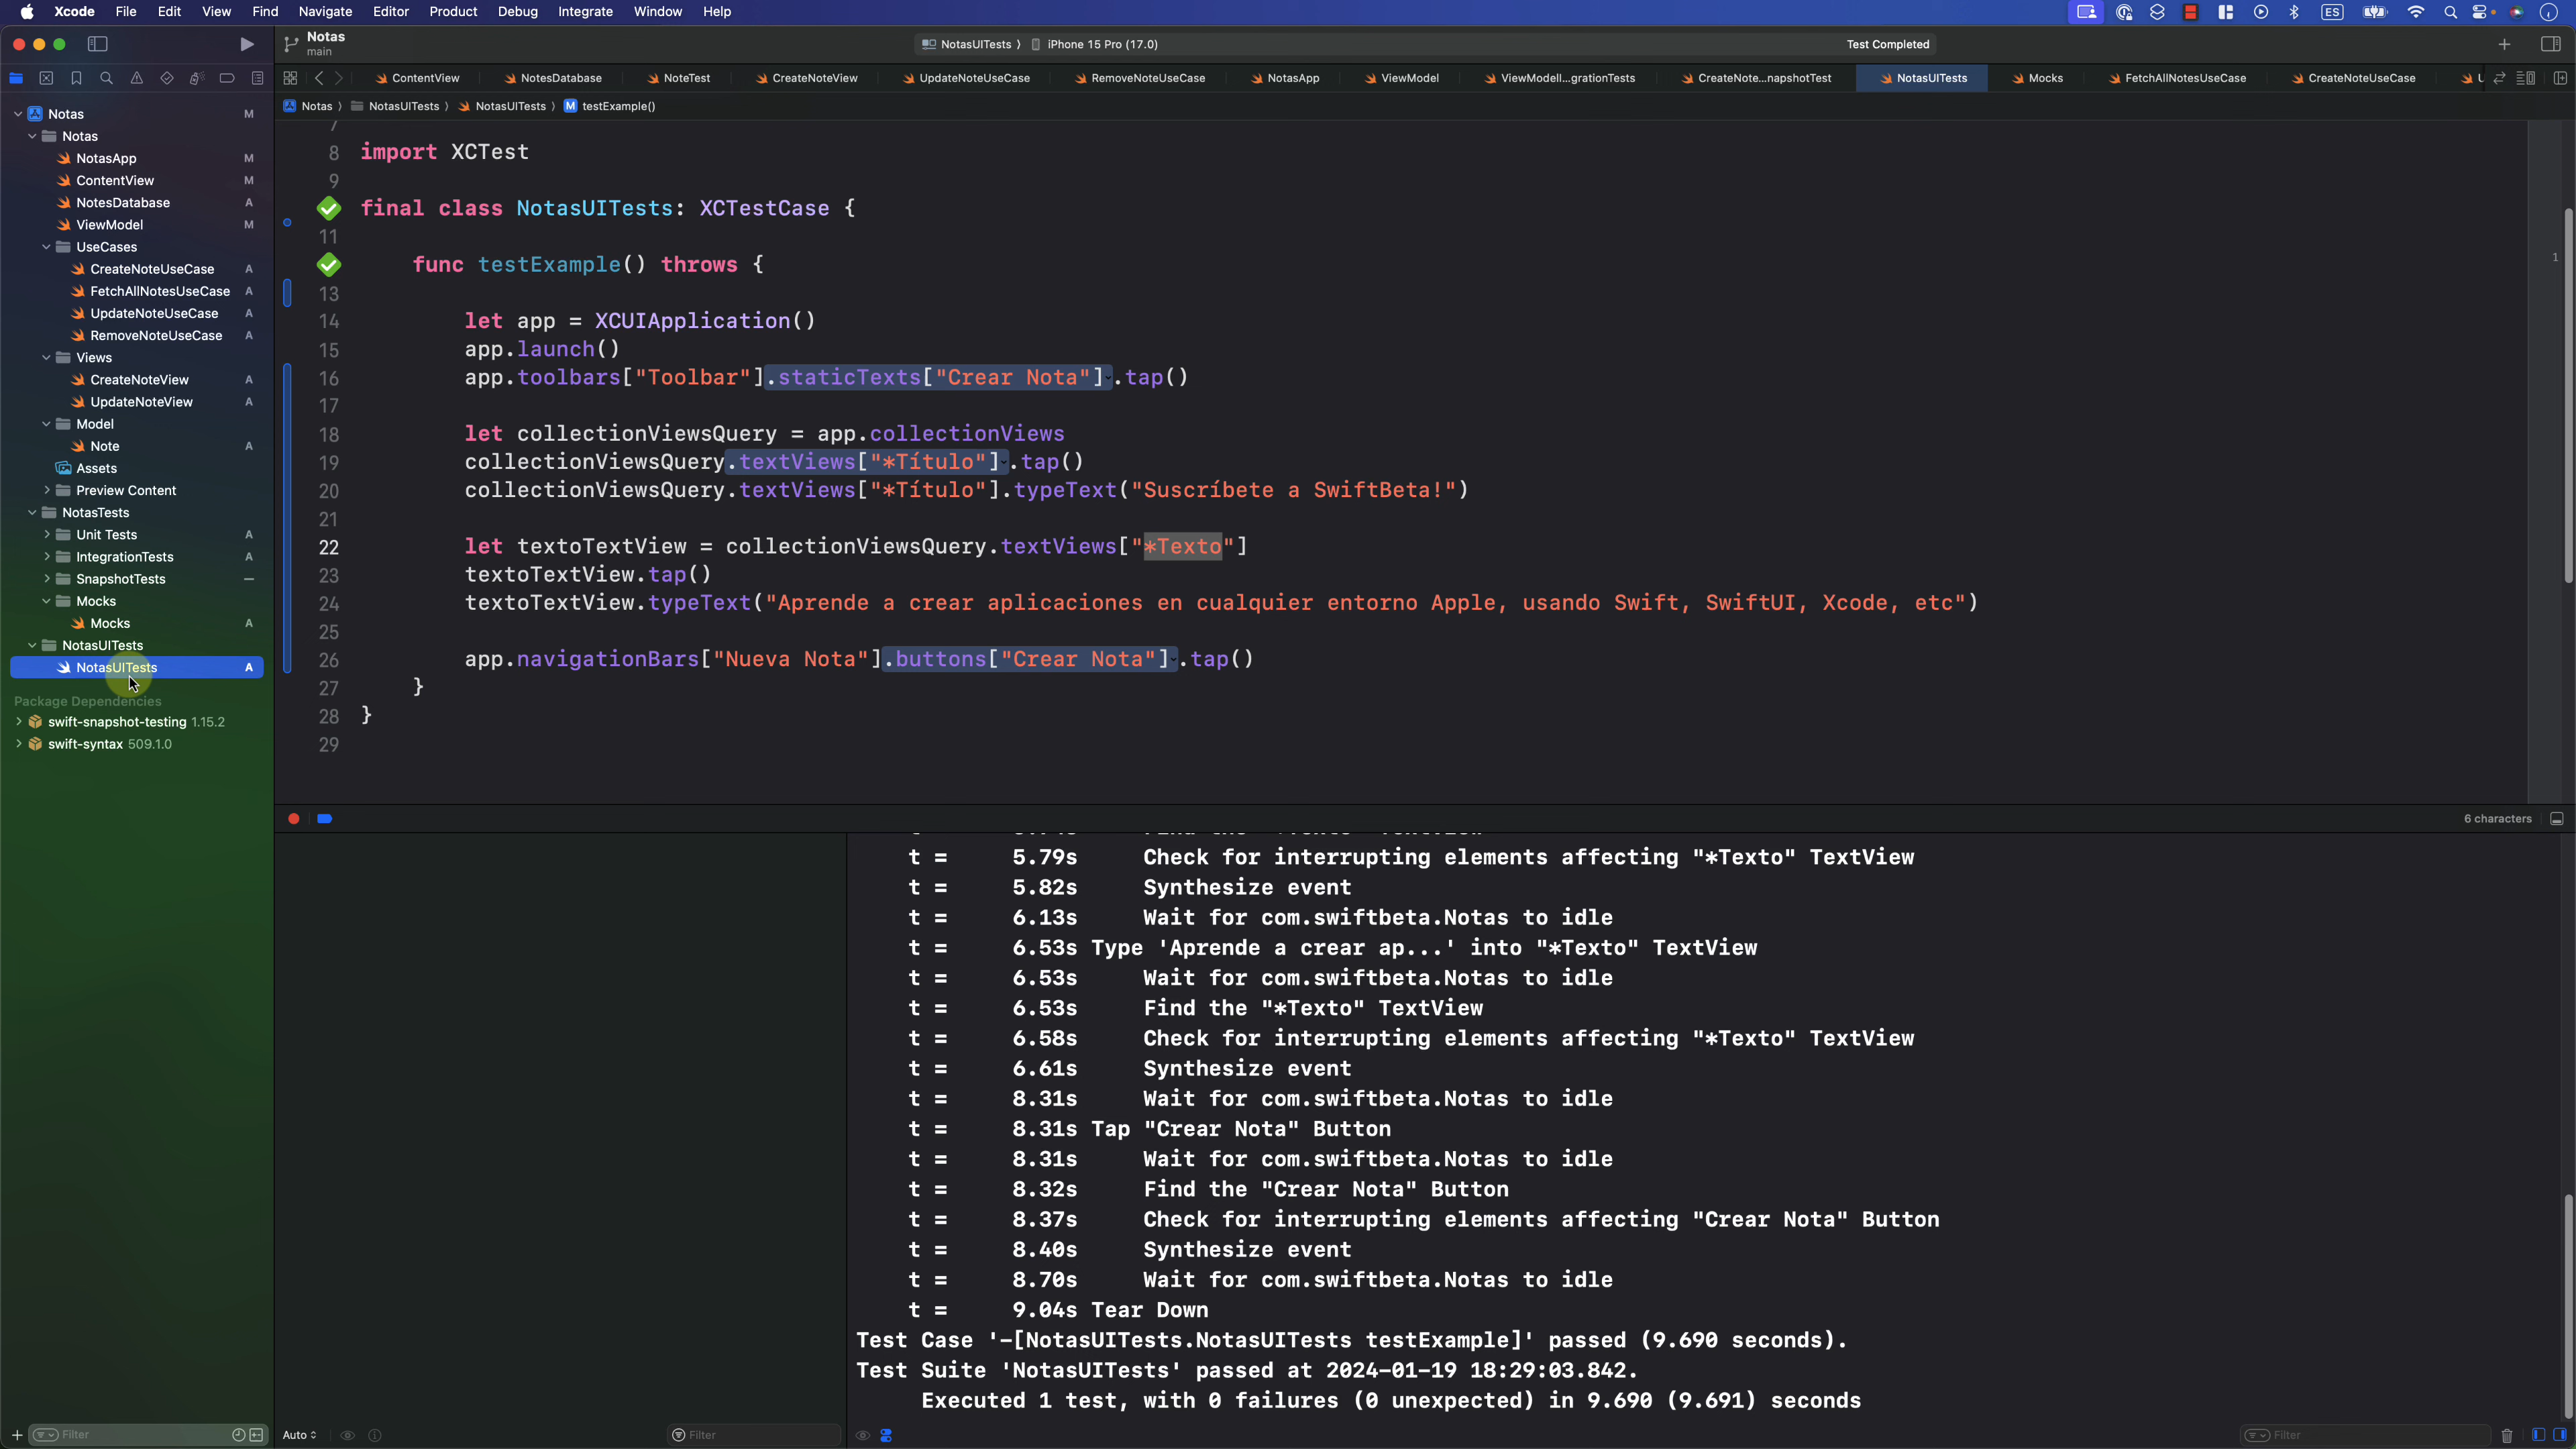 Xcode File Edit View Find Navigate Editor Product Debug Integrate Window Help
ES
Notas
main
NotasUITests 〉 iPhone 15 Pro (17.0)
Test Completed
ContentView NotesDatabase NoteTest CreateNoteView UpdateNoteUseCase RemoveNoteUseCase NotasApp ViewModel ViewModell...grationTests CreateNote...napshotTest NotasUITests Mocks FetchAllNotesUseCase CreateNoteUseCase
Notas 〉 NotasUITests 〉 NotasUITests 〉 M testExample()
Notas M
Notas
NotasApp M
ContentView M
NotesDatabase A
ViewModel M
UseCases
CreateNoteUseCase A
FetchAllNotesUseCase A
UpdateNoteUseCase A
RemoveNoteUseCase A
Views
CreateNoteView A
UpdateNoteView A
Model
Note A
Assets
Preview Content
NotasTests
Unit Tests A
IntegrationTests A
SnapshotTests
Mocks
Mocks A
NotasUITests
NotasUITests A
Package Dependencies
swift-snapshot-testing 1.15.2
swift-syntax 509.1.0
Filter
7
8 import XCTest
9
final class NotasUITests: XCTestCase {
11
func testExample() throws {
13
14 let app = XCUIApplication()
15 app.launch()
16 app.toolbars["Toolbar"].staticTexts["Crear Nota"].tap()
17
18 let collectionViewsQuery = app.collectionViews
19 collectionViewsQuery.textViews["*Título"].tap()
20 collectionViewsQuery.textViews["*Título"].typeText("Suscríbete a SwiftBeta!")
21
22 let textoTextView = collectionViewsQuery.textViews["*Texto"]
23 textoTextView.tap()
24 textoTextView.typeText("Aprende a crear aplicaciones en cualquier entorno Apple, usando Swift, SwiftUI, Xcode, etc")
25
26 app.navigationBars["Nueva Nota"].buttons["Crear Nota"].tap()
27 }
28 }
29
1
6 characters
t = 5.79s Check for interrupting elements affecting "*Texto" TextView
t = 5.82s Synthesize event
t = 6.13s Wait for com.swiftbeta.Notas to idle
t = 6.53s Type 'Aprende a crear ap...' into "*Texto" TextView
t = 6.53s Wait for com.swiftbeta.Notas to idle
t = 6.53s Find the "*Texto" TextView
t = 6.58s Check for interrupting elements affecting "*Texto" TextView
t = 6.61s Synthesize event
t = 8.31s Wait for com.swiftbeta.Notas to idle
t = 8.31s Tap "Crear Nota" Button
t = 8.31s Wait for com.swiftbeta.Notas to idle
t = 8.32s Find the "Crear Nota" Button
t = 8.37s Check for interrupting elements affecting "Crear Nota" Button
t = 8.40s Synthesize event
t = 8.70s Wait for com.swiftbeta.Notas to idle
t = 9.04s Tear Down
Test Case '-[NotasUITests.NotasUITests testExample]' passed (9.690 seconds).
Test Suite 'NotasUITests' passed at 2024-01-19 18:29:03.842.
Executed 1 test, with 0 failures (0 unexpected) in 9.690 (9.691) seconds
Auto
Filter
Filter